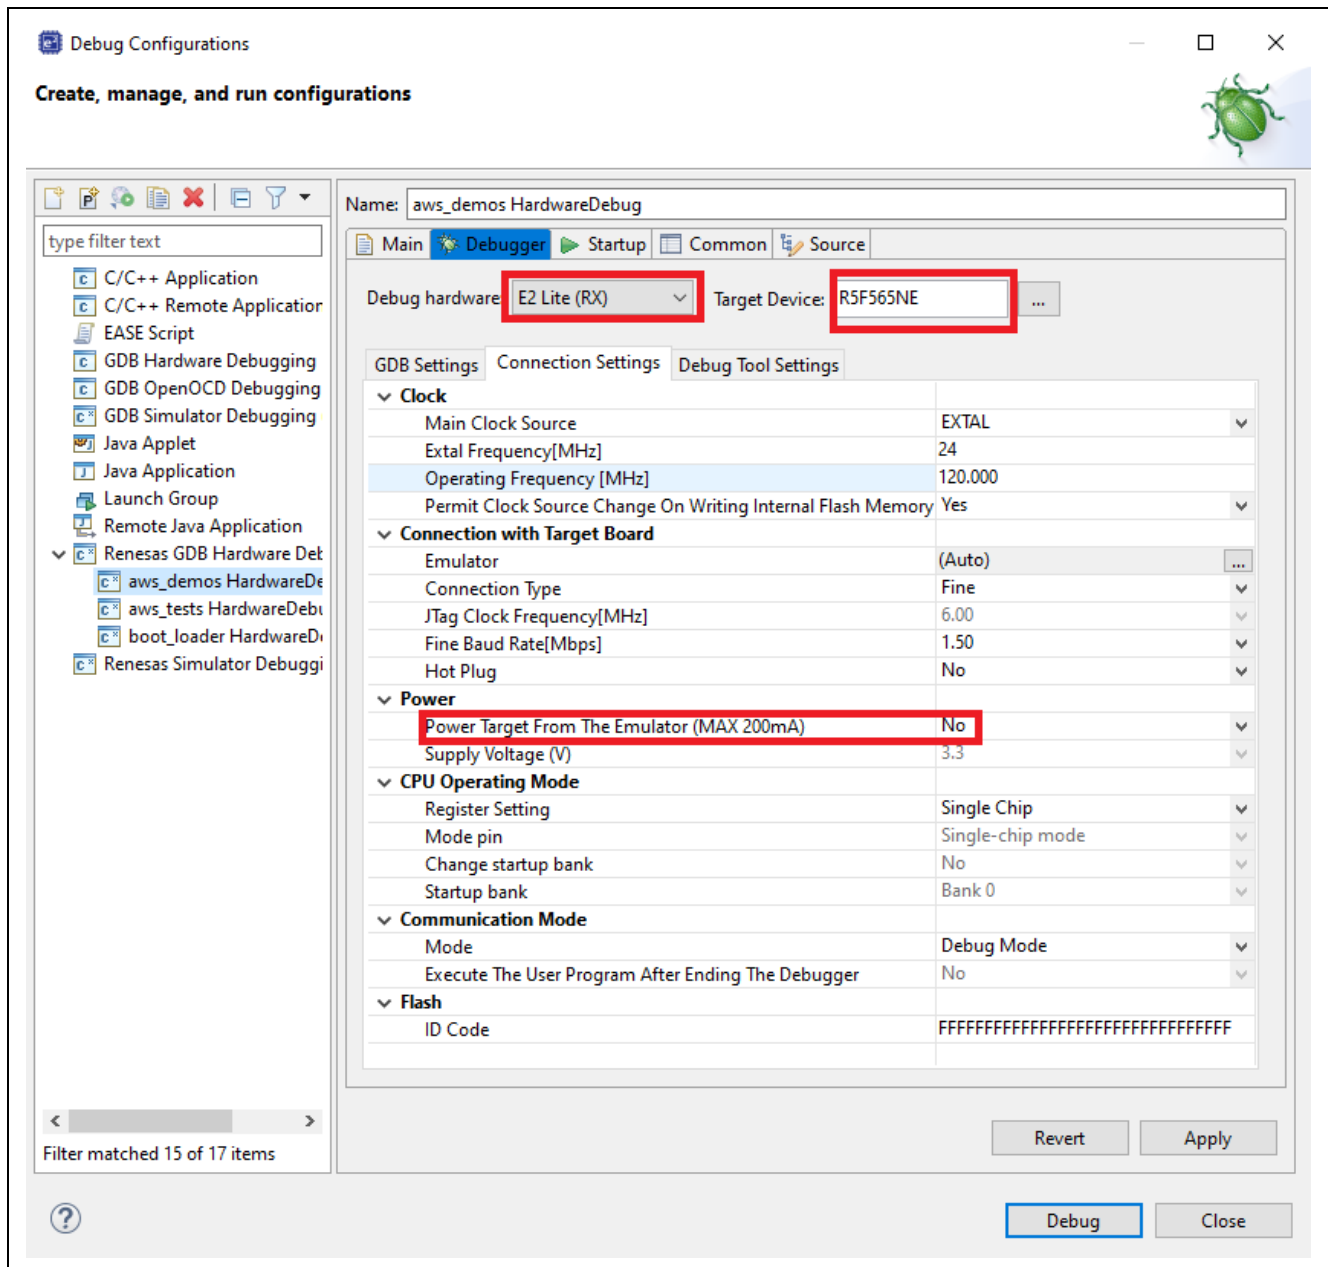 Debug Configurations
Create, manage, and run configurations
type filter text
C/C++ Application
C/C++ Remote Application
EASE Script
GDB Hardware Debugging
GDB OpenOCD Debugging
GDB Simulator Debugging
Java Applet
Java Application
Launch Group
Remote Java Application
Renesas GDB Hardware Deb
aws_demos HardwareDe
aws_tests HardwareDebu
boot_loader HardwareD
Renesas Simulator Debuggi
Filter matched 15 of 17 items
Name: aws_demos HardwareDebug
Main Debugger Startup Common Source
Debug hardware: E2 Lite (RX) Target Device: R5F565NE ...
GDB Settings Connection Settings Debug Tool Settings
Clock
Main Clock Source EXTAL
Extal Frequency[MHz] 24
Operating Frequency [MHz] 120.000
Permit Clock Source Change On Writing Internal Flash Memory Yes
Connection with Target Board
Emulator (Auto) ...
Connection Type Fine
JTag Clock Frequency[MHz] 6.00
Fine Baud Rate[Mbps] 1.50
Hot Plug No
Power
Power Target From The Emulator (MAX 200mA) No
Supply Voltage (V) 3.3
CPU Operating Mode
Register Setting Single Chip
Mode pin Single-chip mode
Change startup bank No
Startup bank Bank 0
Communication Mode
Mode Debug Mode
Execute The User Program After Ending The Debugger No
Flash
ID Code FFFFFFFFFFFFFFFFFFFFFFFFFFFFFFFF
Revert Apply
Debug Close